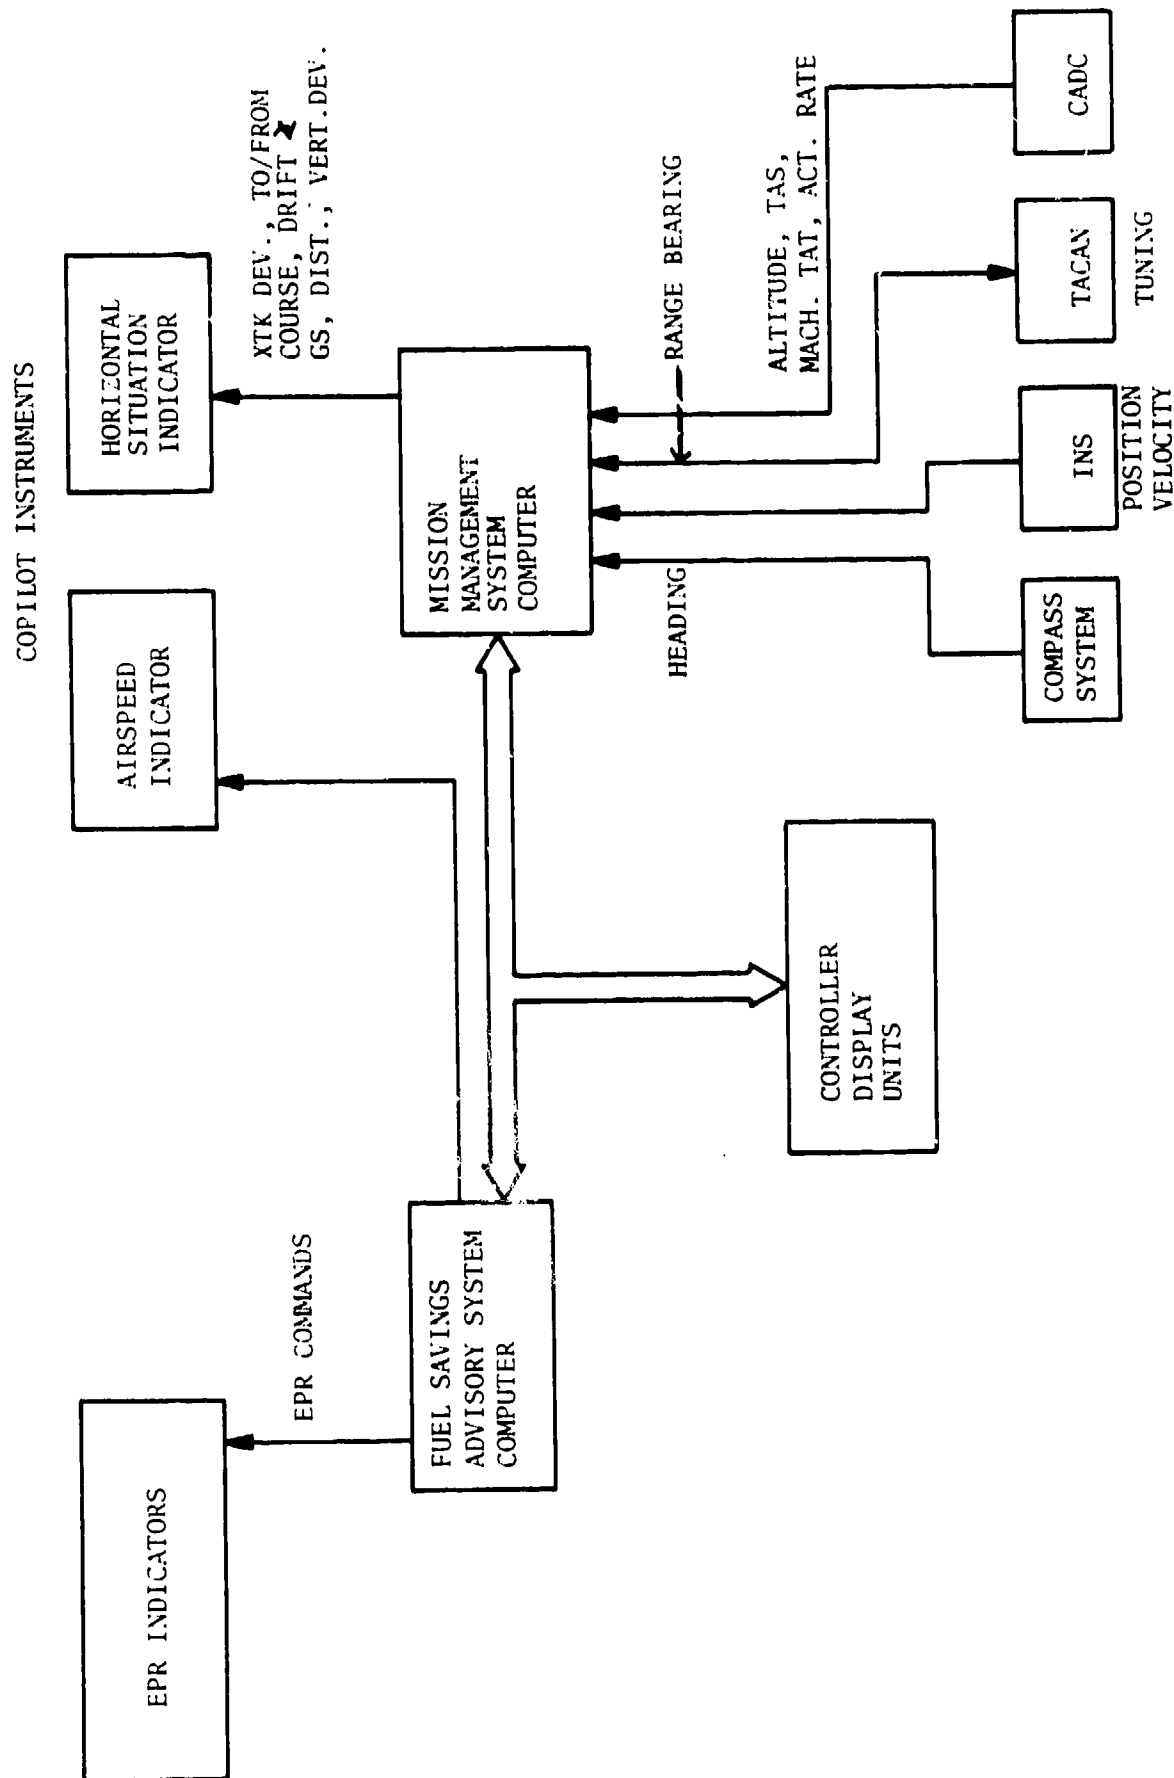 COPILOT INSTRUMENTS
EPR INDICATORS
AIRSPEED
INDICATOR
HORIZONTAL
SITUATION
INDICATOR
EPR COMMANDS
XTK DEV., TO/FROM
COURSE, DRIFT
GS, DIST., VERT.DEV.
FUEL SAVINGS
ADVISORY SYSTEM
COMPUTER
MISSION
MANAGEMENT
SYSTEM
COMPUTER
HEADING
RANGE BEARING
ALTITUDE, TAS,
MACH. TAT, ACT. RATE
CONTROLLER
DISPLAY
UNITS
COMPASS
SYSTEM
INS
TACAN
CADC
POSITION
VELOCITY
TUNING